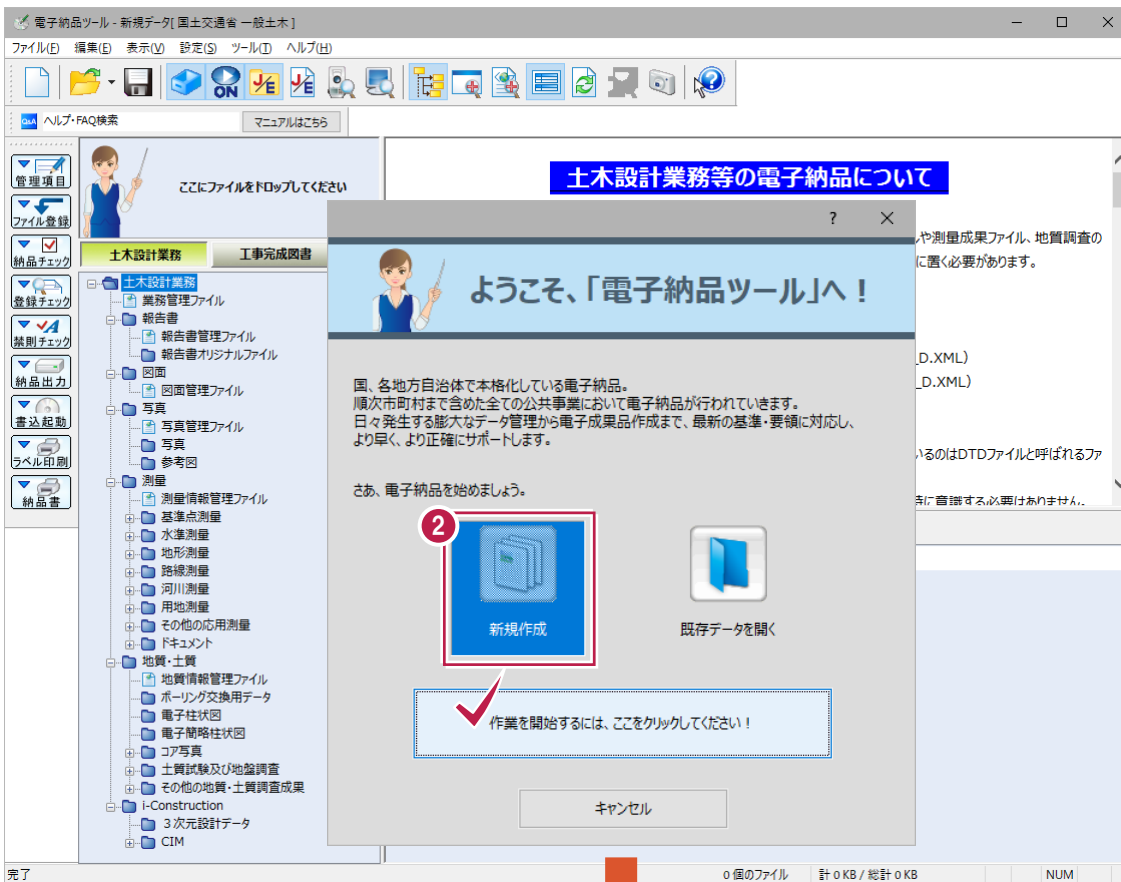 電子納品ツール - 新規データ[ 国土交通省 一般土木 ]
ファイル(F) 編集(E) 表示(V) 設定(S) ツール(T) ヘルプ(H)
ON J/E J/E
Q&A ヘルプ・FAQ検索 マニュアルはこちら
管理項目
ファイル登録
納品チェック
登録チェック
禁則チェック
納品出力
書込起動
ラベル印刷
納品書
ここにファイルをドロップしてください
土木設計業務 工事完成図書
土木設計業務
業務管理ファイル
報告書
報告書管理ファイル
報告書オリジナルファイル
図面
図面管理ファイル
写真
写真管理ファイル
写真
参考図
測量
測量情報管理ファイル
基準点測量
水準測量
地形測量
路線測量
河川測量
用地測量
その他の応用測量
ドキュメント
地質・土質
地質情報管理ファイル
ボーリング交換用データ
電子柱状図
電子簡略柱状図
コア写真
土質試験及び地盤調査
その他の地質・土質調査成果
i-Construction
3次元設計データ
CIM
土木設計業務等の電子納品について
や測量成果ファイル、地質調査の
に置く必要があります。
_D.XML)
_D.XML)
いるのはDTDファイルと呼ばれるファ
特に意識する必要はありません。
?
ようこそ、「電子納品ツール」へ！
国、各地方自治体で本格化している電子納品。
順次市町村まで含めた全ての公共事業において電子納品が行われていきます。
日々発生する膨大なデータ管理から電子成果品作成まで、最新の基準・要領に対応し、
より早く、より正確にサポートします。
さあ、電子納品を始めましょう。
2
新規作成 既存データを開く
作業を開始するには、ここをクリックしてください！
キャンセル
完了 0 個のファイル 計 0 KB / 総計 0 KB NUM